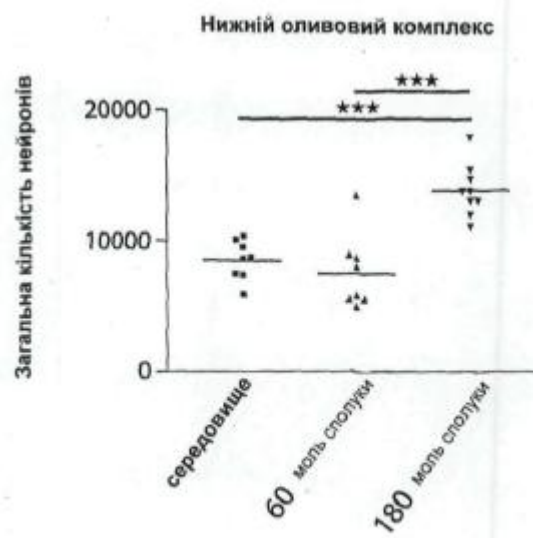 Нижній оливовий комплекс
Загальна кількість нейронів
★★★
★★★
20000
10000
0
середовище
60 моль сполуки
180 моль сполуки